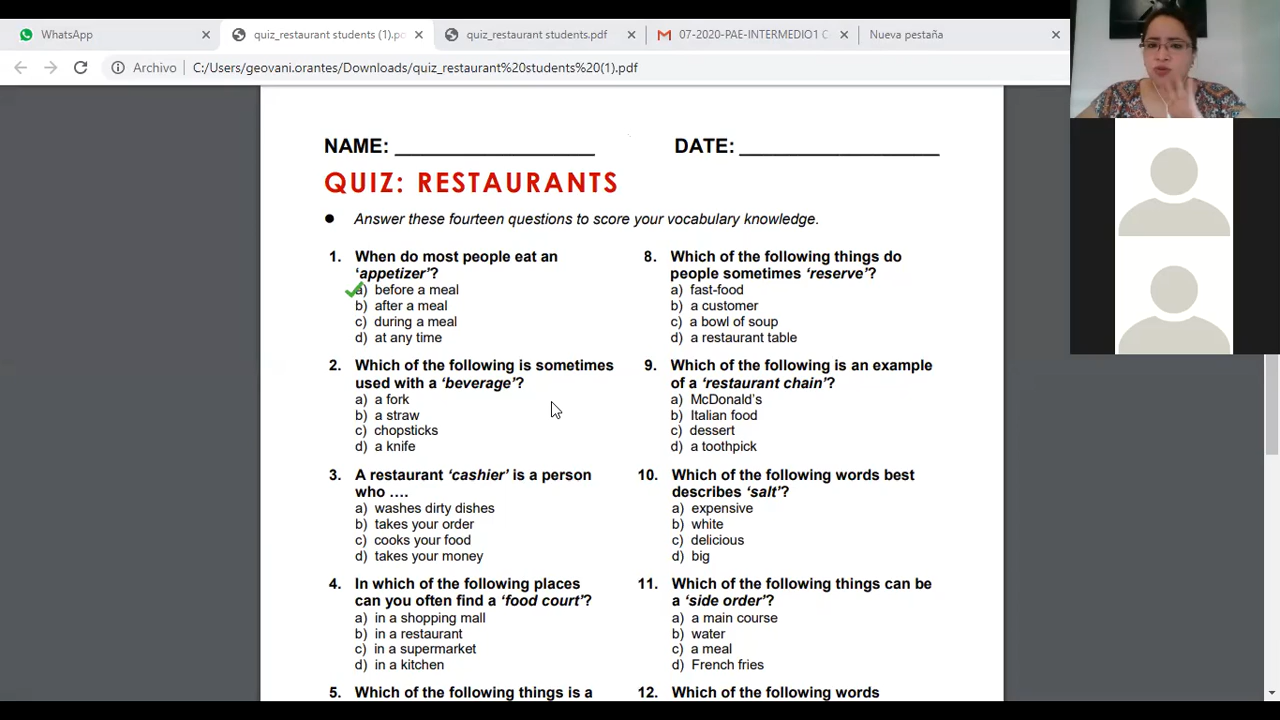 WhatsApp
quiz_restaurant students (1).p
quiz_restaurant students.pdf
07-2020-PAE-INTERMEDIO1 C
Nueva pestaña
Archivo
C:/Users/geovani.orantes/Downloads/quiz_restaurant%20students%20(1).pdf
NAME: __________________
DATE: __________________
QUIZ: RESTAURANTS
● Answer these fourteen questions to score your vocabulary knowledge.
1. When do most people eat an
‘appetizer’?
a) before a meal
b) after a meal
c) during a meal
d) at any time
2. Which of the following is sometimes
used with a ‘beverage’?
a) a fork
b) a straw
c) chopsticks
d) a knife
3. A restaurant ‘cashier’ is a person
who ….
a) washes dirty dishes
b) takes your order
c) cooks your food
d) takes your money
4. In which of the following places
can you often find a ‘food court’?
a) in a shopping mall
b) in a restaurant
c) in a supermarket
d) in a kitchen
5. Which of the following things is a
8. Which of the following things do
people sometimes ‘reserve’?
a) fast-food
b) a customer
c) a bowl of soup
d) a restaurant table
9. Which of the following is an example
of a ‘restaurant chain’?
a) McDonald’s
b) Italian food
c) dessert
d) a toothpick
10. Which of the following words best
describes ‘salt’?
a) expensive
b) white
c) delicious
d) big
11. Which of the following things can be
a ‘side order’?
a) a main course
b) water
c) a meal
d) French fries
12. Which of the following words